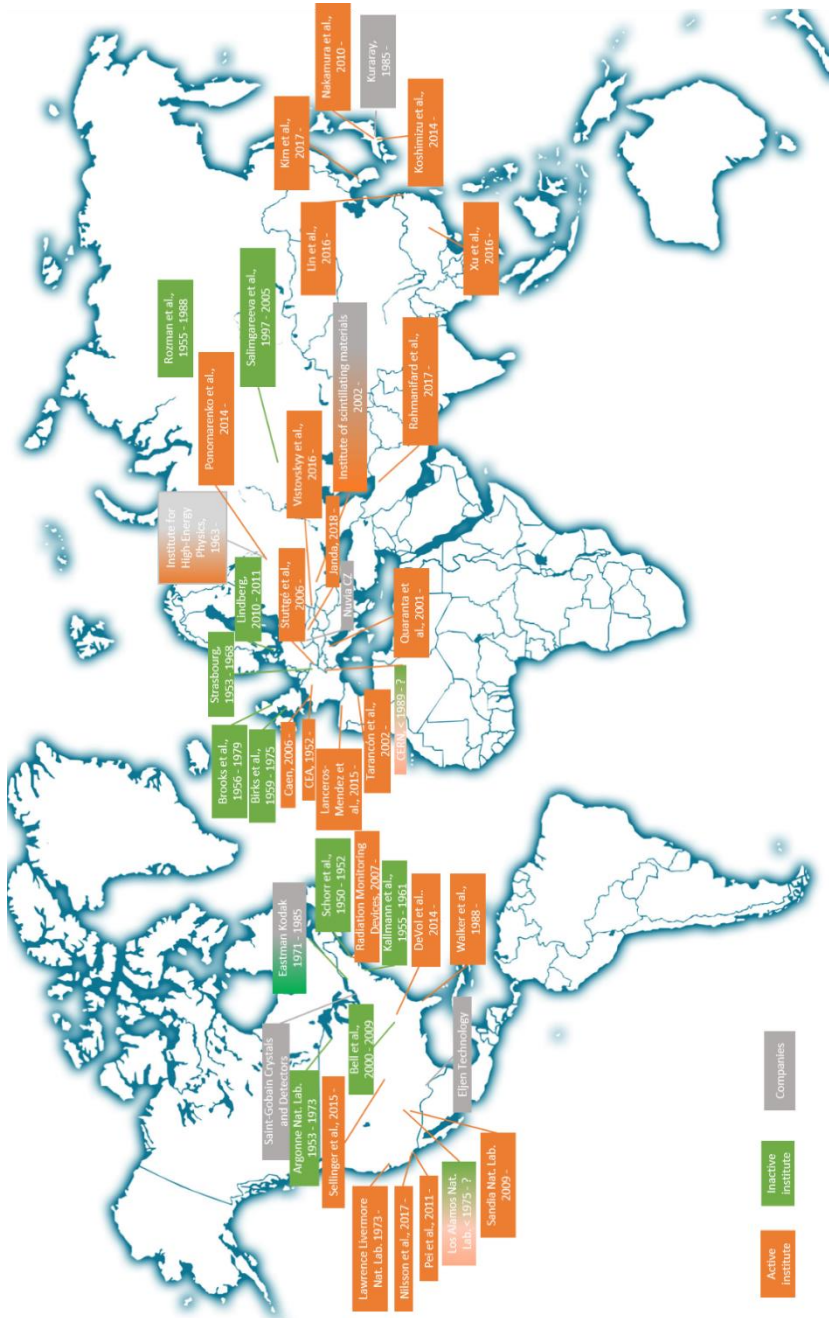 Lawrence Livermore
Nat. Lab. 1973 -
Nilsson et al., 2017 -
Pei et al., 2011 -
Los Alamos Nat.
Lab. < 1975 - ?
Sandia Nat. Lab.
2009 -
Sellinger et al., 2015 -
Argonne Nat. Lab.
1953 - 1973
Saint-Gobain Crystals
and Detectors
Bell et al.,
2000 - 2009
Eljen Technology
Eastman Kodak
1971 - 1985
Schorr et al.,
1950 - 1952
Radiation Monitoring
Devices, 2007 -
Kallmann et al.,
1955 - 1961
DeVol et al..
2014 -
Walker et al.,
1988 -
Brooks et al.,
1956 - 1979
Birks et al.,
1959 - 1975
Caen, 2006 -
CEA, 1952 -
Lanceros-
Mendez et
al., 2015 -
Tarancón et al.,
2002 -
CERN, < 1989 - ?
Strasbourg,
1953 - 1968
Lindberg,
2010 - 2011
Stuttgé et al.,
2006 -
Nuvia CZ
Quaranta et
al., 2001 -
Institute for
High-Energy
Physics,
1963 -
Janda, 2018 -
Ponomarenko et al.,
2014 -
Vistovskyy et al.,
2016 -
Institute of scintillating materials
2002 -
Rahmanifard et al.,
2017 -
Rozman et al.,
1955 - 1988
Salimgareeva et al.,
1997 - 2005
Lin et al.,
2016 -
Xu et al.,
2016 -
Kim et al.,
2017 -
Nakamura et al.,
2010 -
Kuraray,
1985 -
Koshimizu et al.,
2014 -
Active
institute
Inactive
institute
Companies